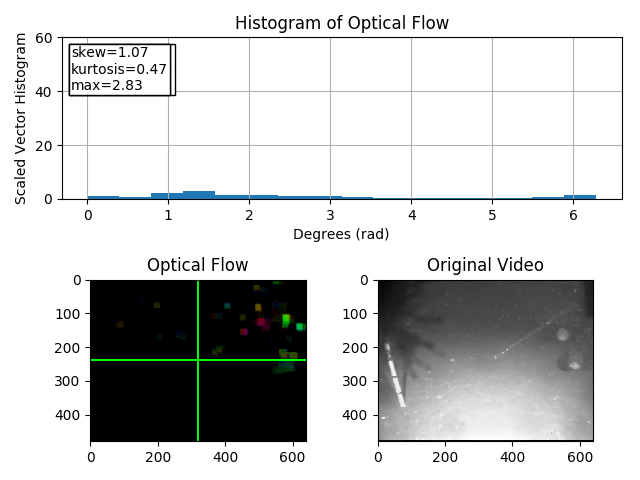 Histogram of Optical Flow
Scaled Vector Histogram
60
40
20
0
skew=1.07
kurtosis=0.47
max=2.83
0 1 2 3 4 5 6
Degrees (rad)
Optical Flow
0
100
200
300
400
0 200 400 600
Original Video
0
100
200
300
400
0 200 400 600